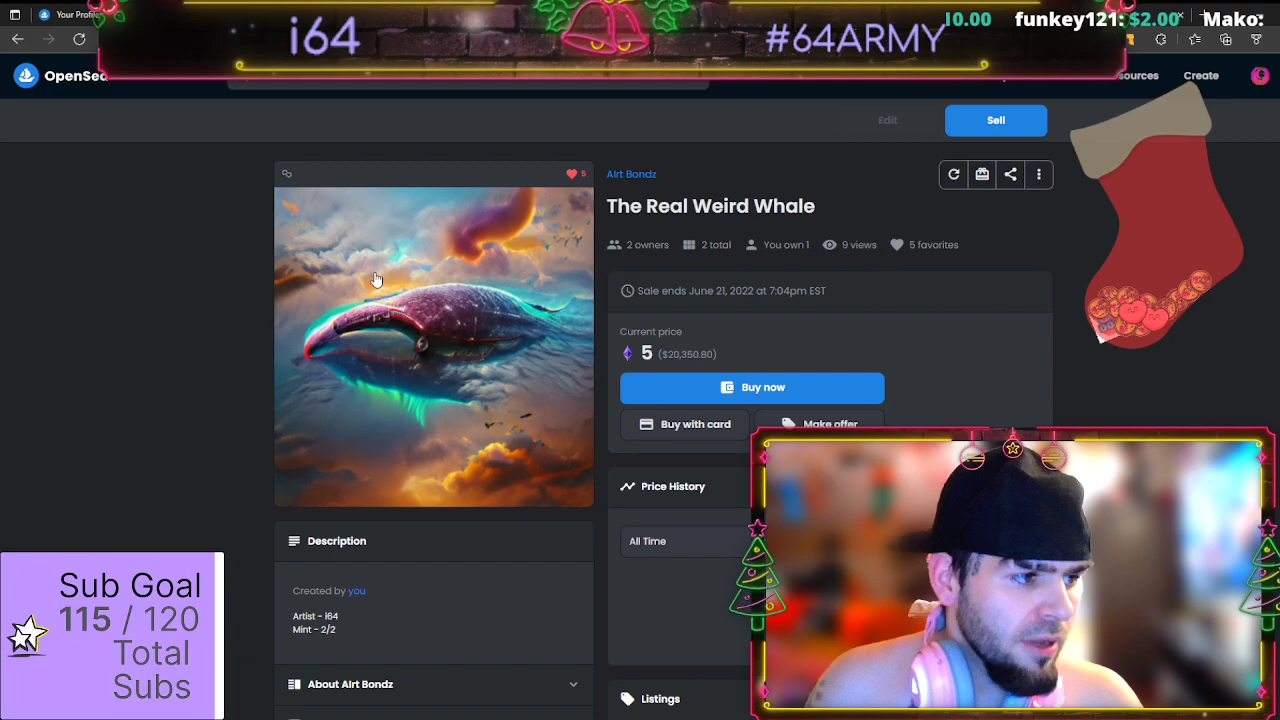 Your Profile
i64
#64ARMY
10.00 funkey121: $2.00 Mako:
OpenSea
sources
Create
Edit
Sell
5
AIrt Bondz
The Real Weird Whale
2 owners
2 total
You own 1
9 views
5 favorites
Sale ends June 21, 2022 at 7:04pm EST
Current price
5 ($20,350.80)
Buy now
Buy with card
Make offer
Price History
All Time
Listings
Description
Created by you
Artist - i64
Mint - 2/2
About AIrt Bondz
Sub Goal
115 / 120
Total
Subs